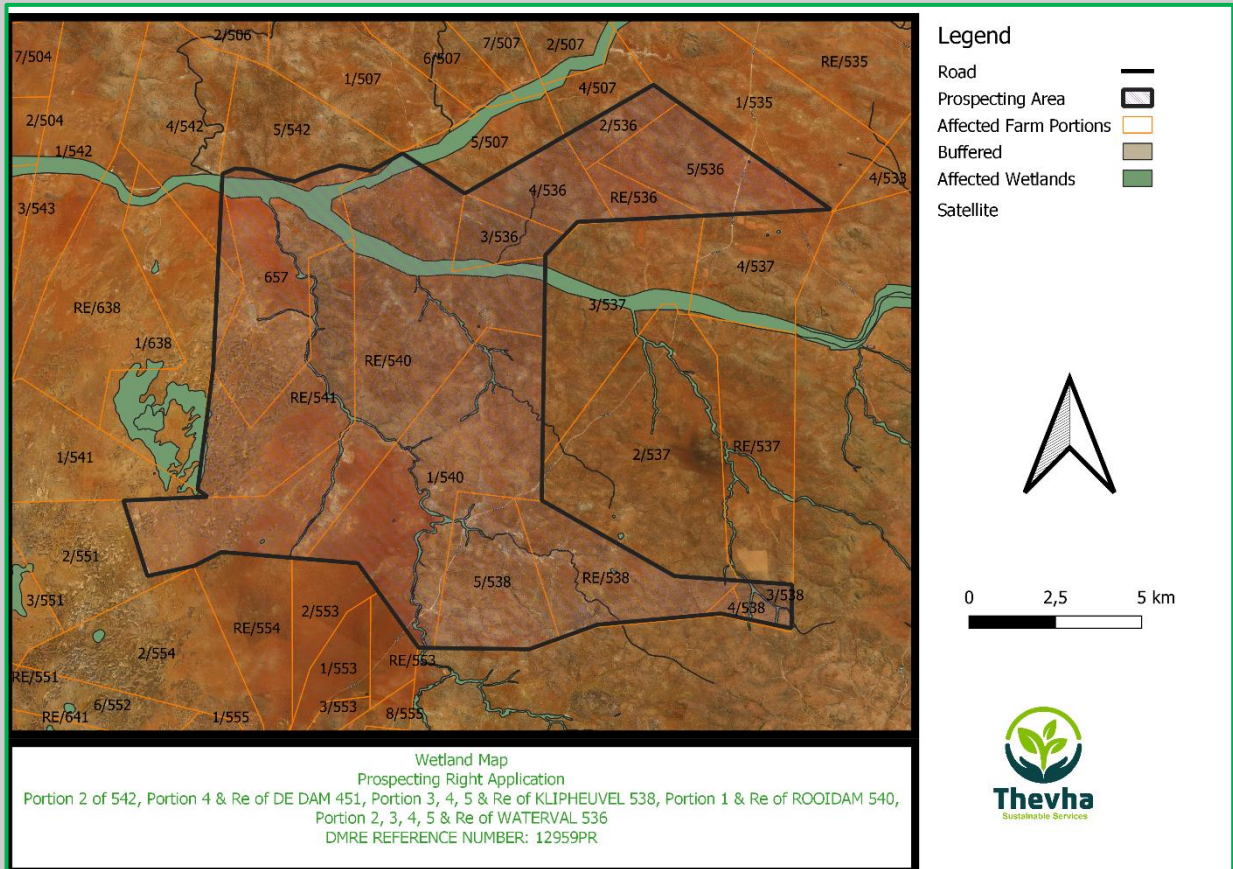 2/506
7/507
2/507
7/504
6/507
RE/535
1/507
4/507
1/535
2/504
4/542
5/542
2/536
1/542
5/507
5/536
4/533
3/543
4/536
RE/536
3/536
657
4/537
RE/638
3/537
1/638
RE/540
RE/541
1/541
2/537
RE/537
1/540
2/551
5/538
RE/538
3/538
3/551
4/538
2/553
RE/554
2/554
RE/553
RE/551
1/553
6/552
3/553
RE/641
1/555
8/555
Legend
Road
Prospecting Area
Affected Farm Portions
Buffered
Affected Wetlands
Satellite
0 2,5 5 km
Thevha
Sustainable Services
Wetland Map
Prospecting Right Application
Portion 2 of 542, Portion 4 & Re of DE DAM 451, Portion 3, 4, 5 & Re of KLIPHEUVEL 538, Portion 1 & Re of ROOIDAM 540,
Portion 2, 3, 4, 5 & Re of WATERVAL 536
DMRE REFERENCE NUMBER: 12959PR